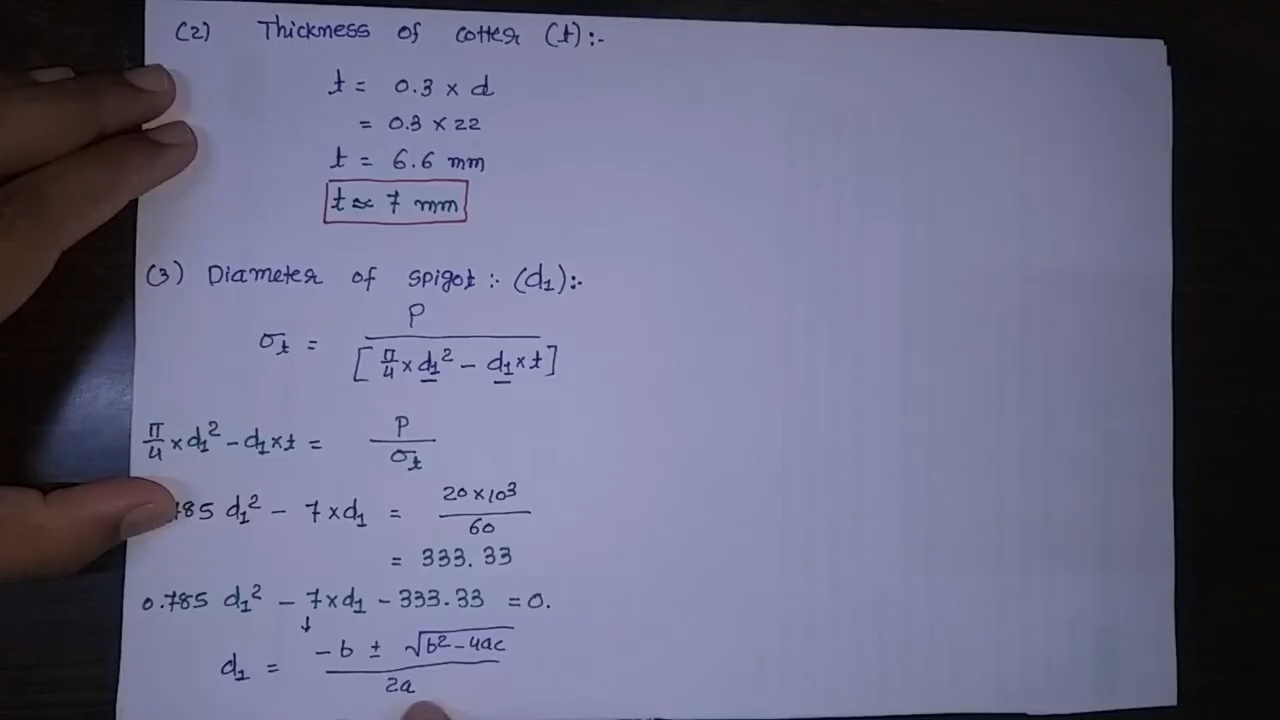 (2) Thickness of cotter (t):-
t = 0.3 × d
= 0.3 × 22
t = 6.6 mm
t ≈ 7 mm
(3) Diameter of spigot :- (d₁):-
σt = P / [π/4 × d₁² - d₁ × t]
π/4 × d₁² - d₁ × t = P / σt
785 d₁² - 7 × d₁ = 20 × 10³ / 60
= 333.33
0.785 d₁² - 7 × d₁ - 333.33 = 0.
↓
d₁ = -b ± √b² - 4ac / 2a